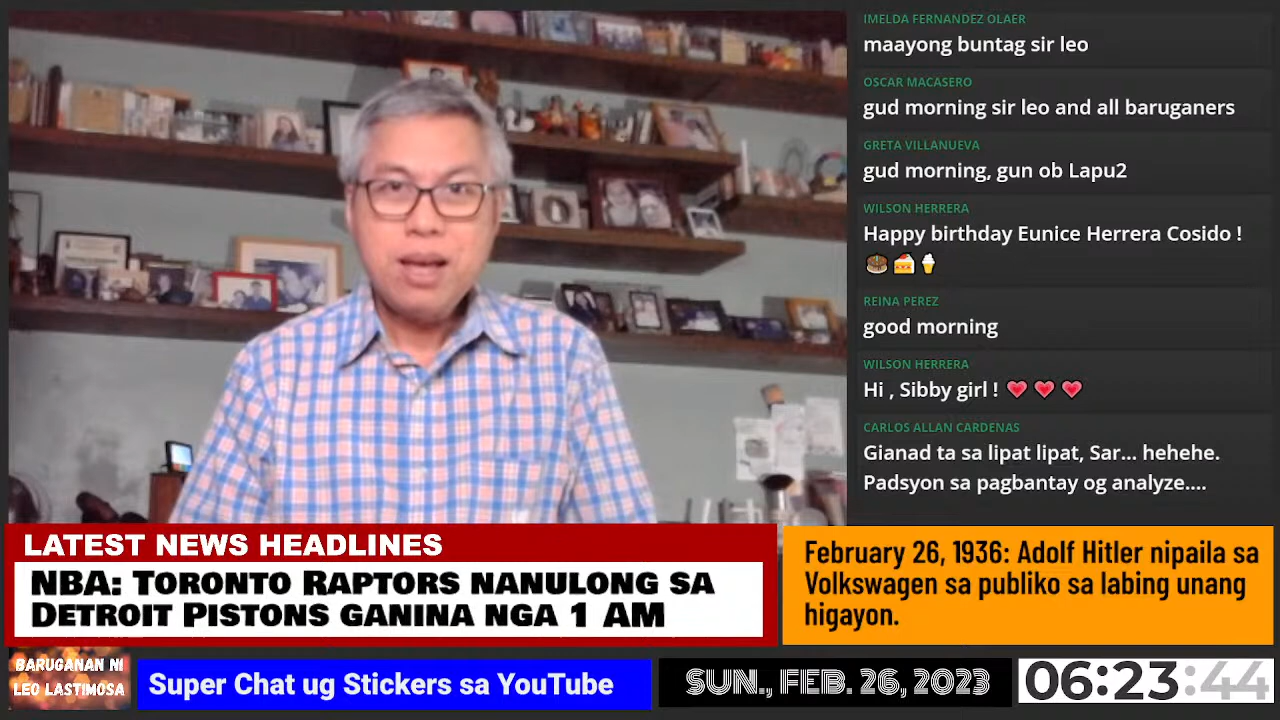 IMELDA FERNANDEZ OLAER
maayong buntag sir leo
OSCAR MACASERO
gud morning sir leo and all baruganers
GRETA VILLANUEVA
gud morning, gun ob Lapu2
WILSON HERRERA
Happy birthday Eunice Herrera Cosido !
🎂 🍰 🍦
REINA PEREZ
good morning
WILSON HERRERA
Hi , Sibby girl ! ❤️ ❤️ ❤️
CARLOS ALLAN CARDENAS
Gianad ta sa lipat lipat, Sar... hehehe.
Padsyon sa pagbantay og analyze....
LATEST NEWS HEADLINES
NBA: TORONTO RAPTORS NANULONG SA
DETROIT PISTONS GANINA NGA 1 AM
February 26, 1936: Adolf Hitler nipaila sa
Volkswagen sa publiko sa labing unang
higayon.
BARUGANAN NI
LEO LASTIMOSA
Super Chat ug Stickers sa YouTube
SUN., FEB. 26, 2023
06:23:44